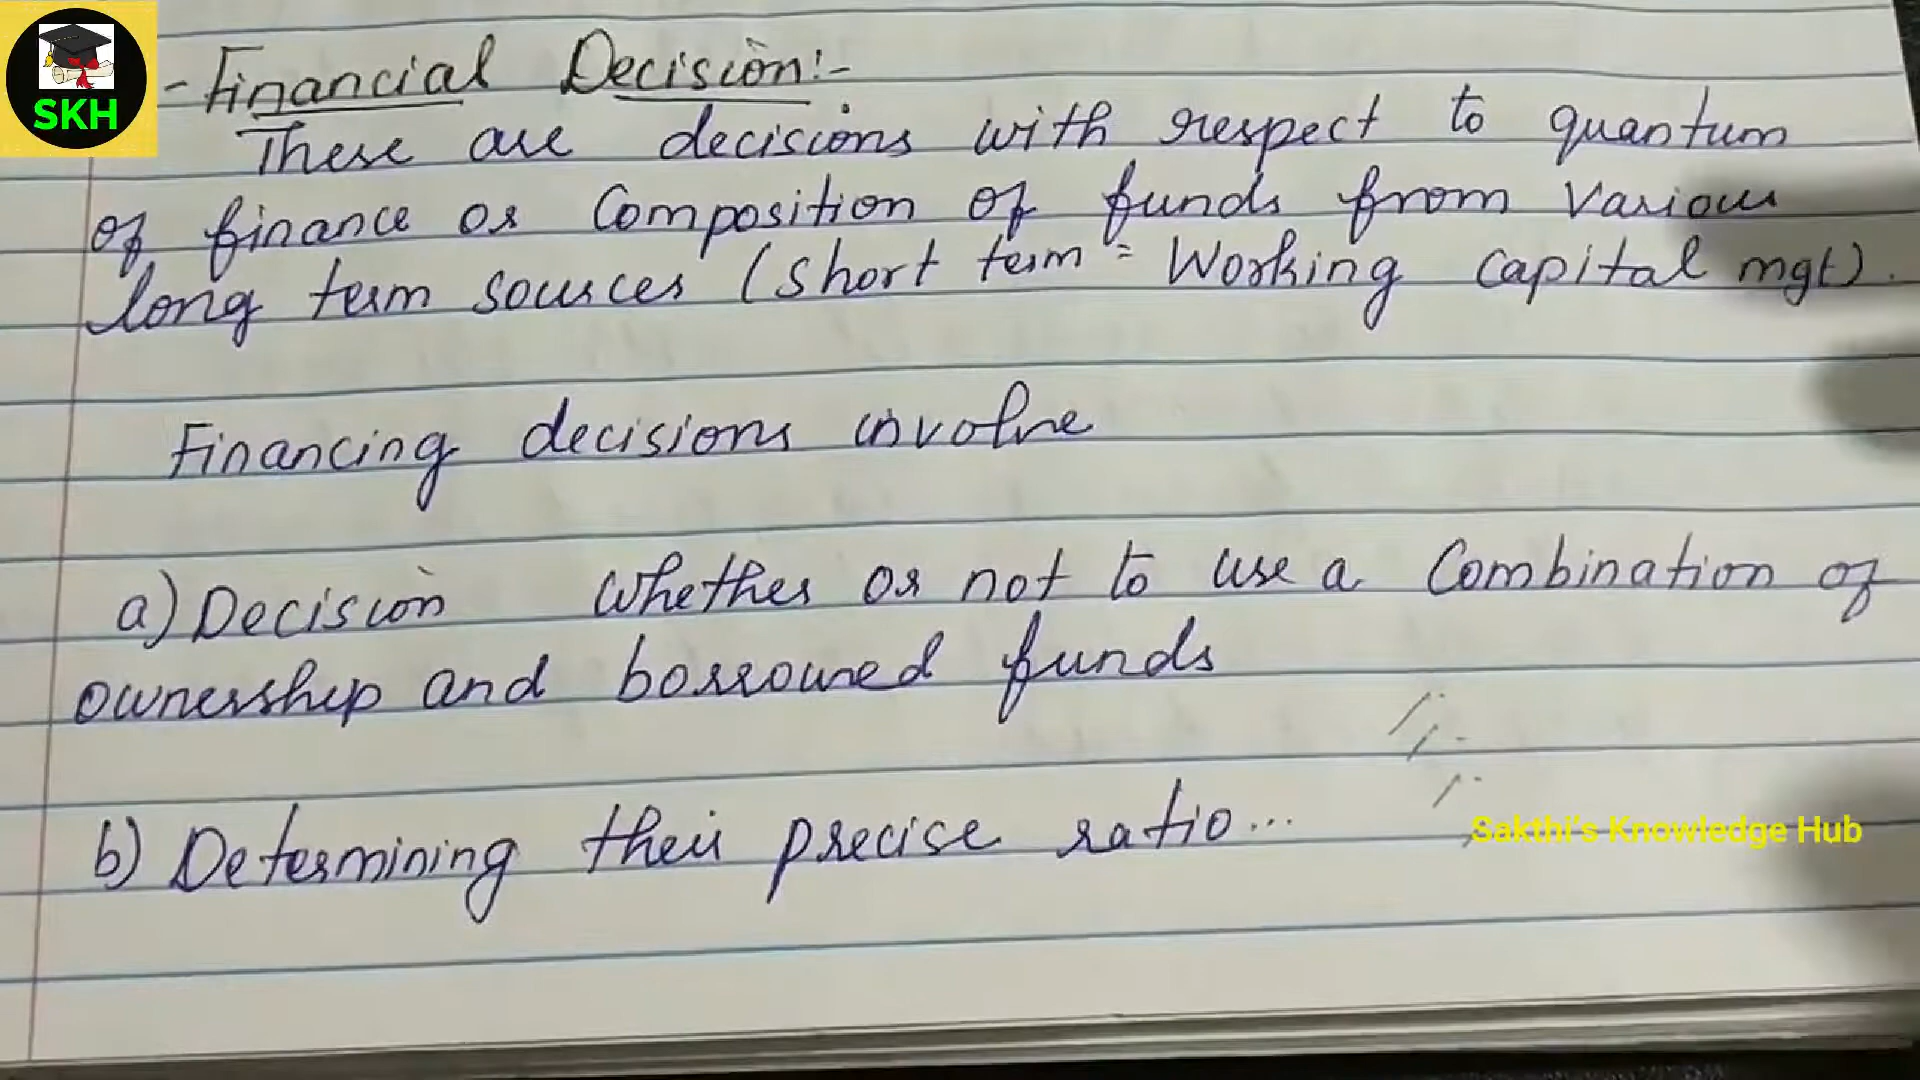 SKH
- Financial Decision:-
These are decisions with respect to quantum
of finance or Composition of funds from various
long term sources (short term = Working capital mgt).
Financing decisions involve
a) Decision whether or not to use a Combination of
ownership and borrowed funds
b) Determining their precise ratio...
Sakthi's Knowledge Hub